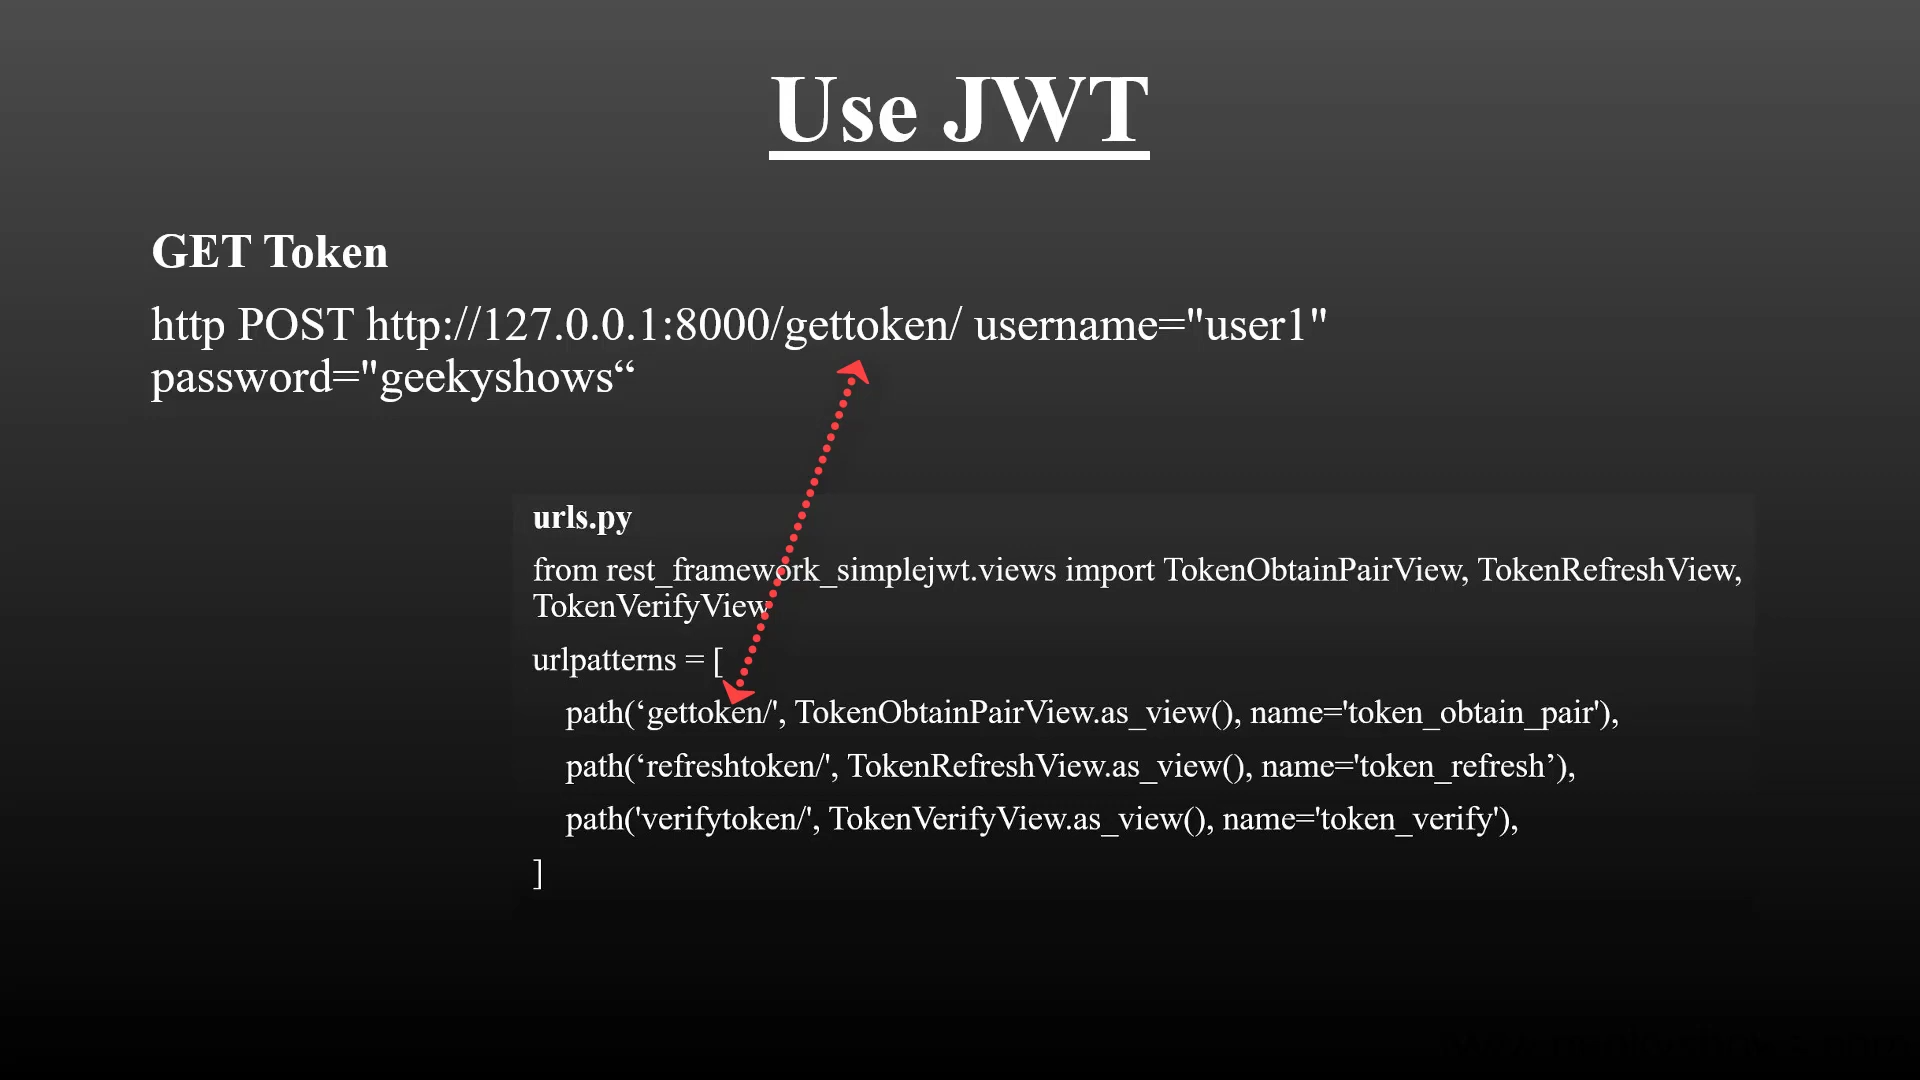 Use JWT
GET Token
http POST http://127.0.0.1:8000/gettoken/ username="user1"
password="geekyshows“
urls.py
from rest_framework_simplejwt.views import TokenObtainPairView, TokenRefreshView,
TokenVerifyView
urlpatterns = [
path(‘gettoken/', TokenObtainPairView.as_view(), name='token_obtain_pair'),
path(‘refreshtoken/', TokenRefreshView.as_view(), name='token_refresh’),
path('verifytoken/', TokenVerifyView.as_view(), name='token_verify'),
]